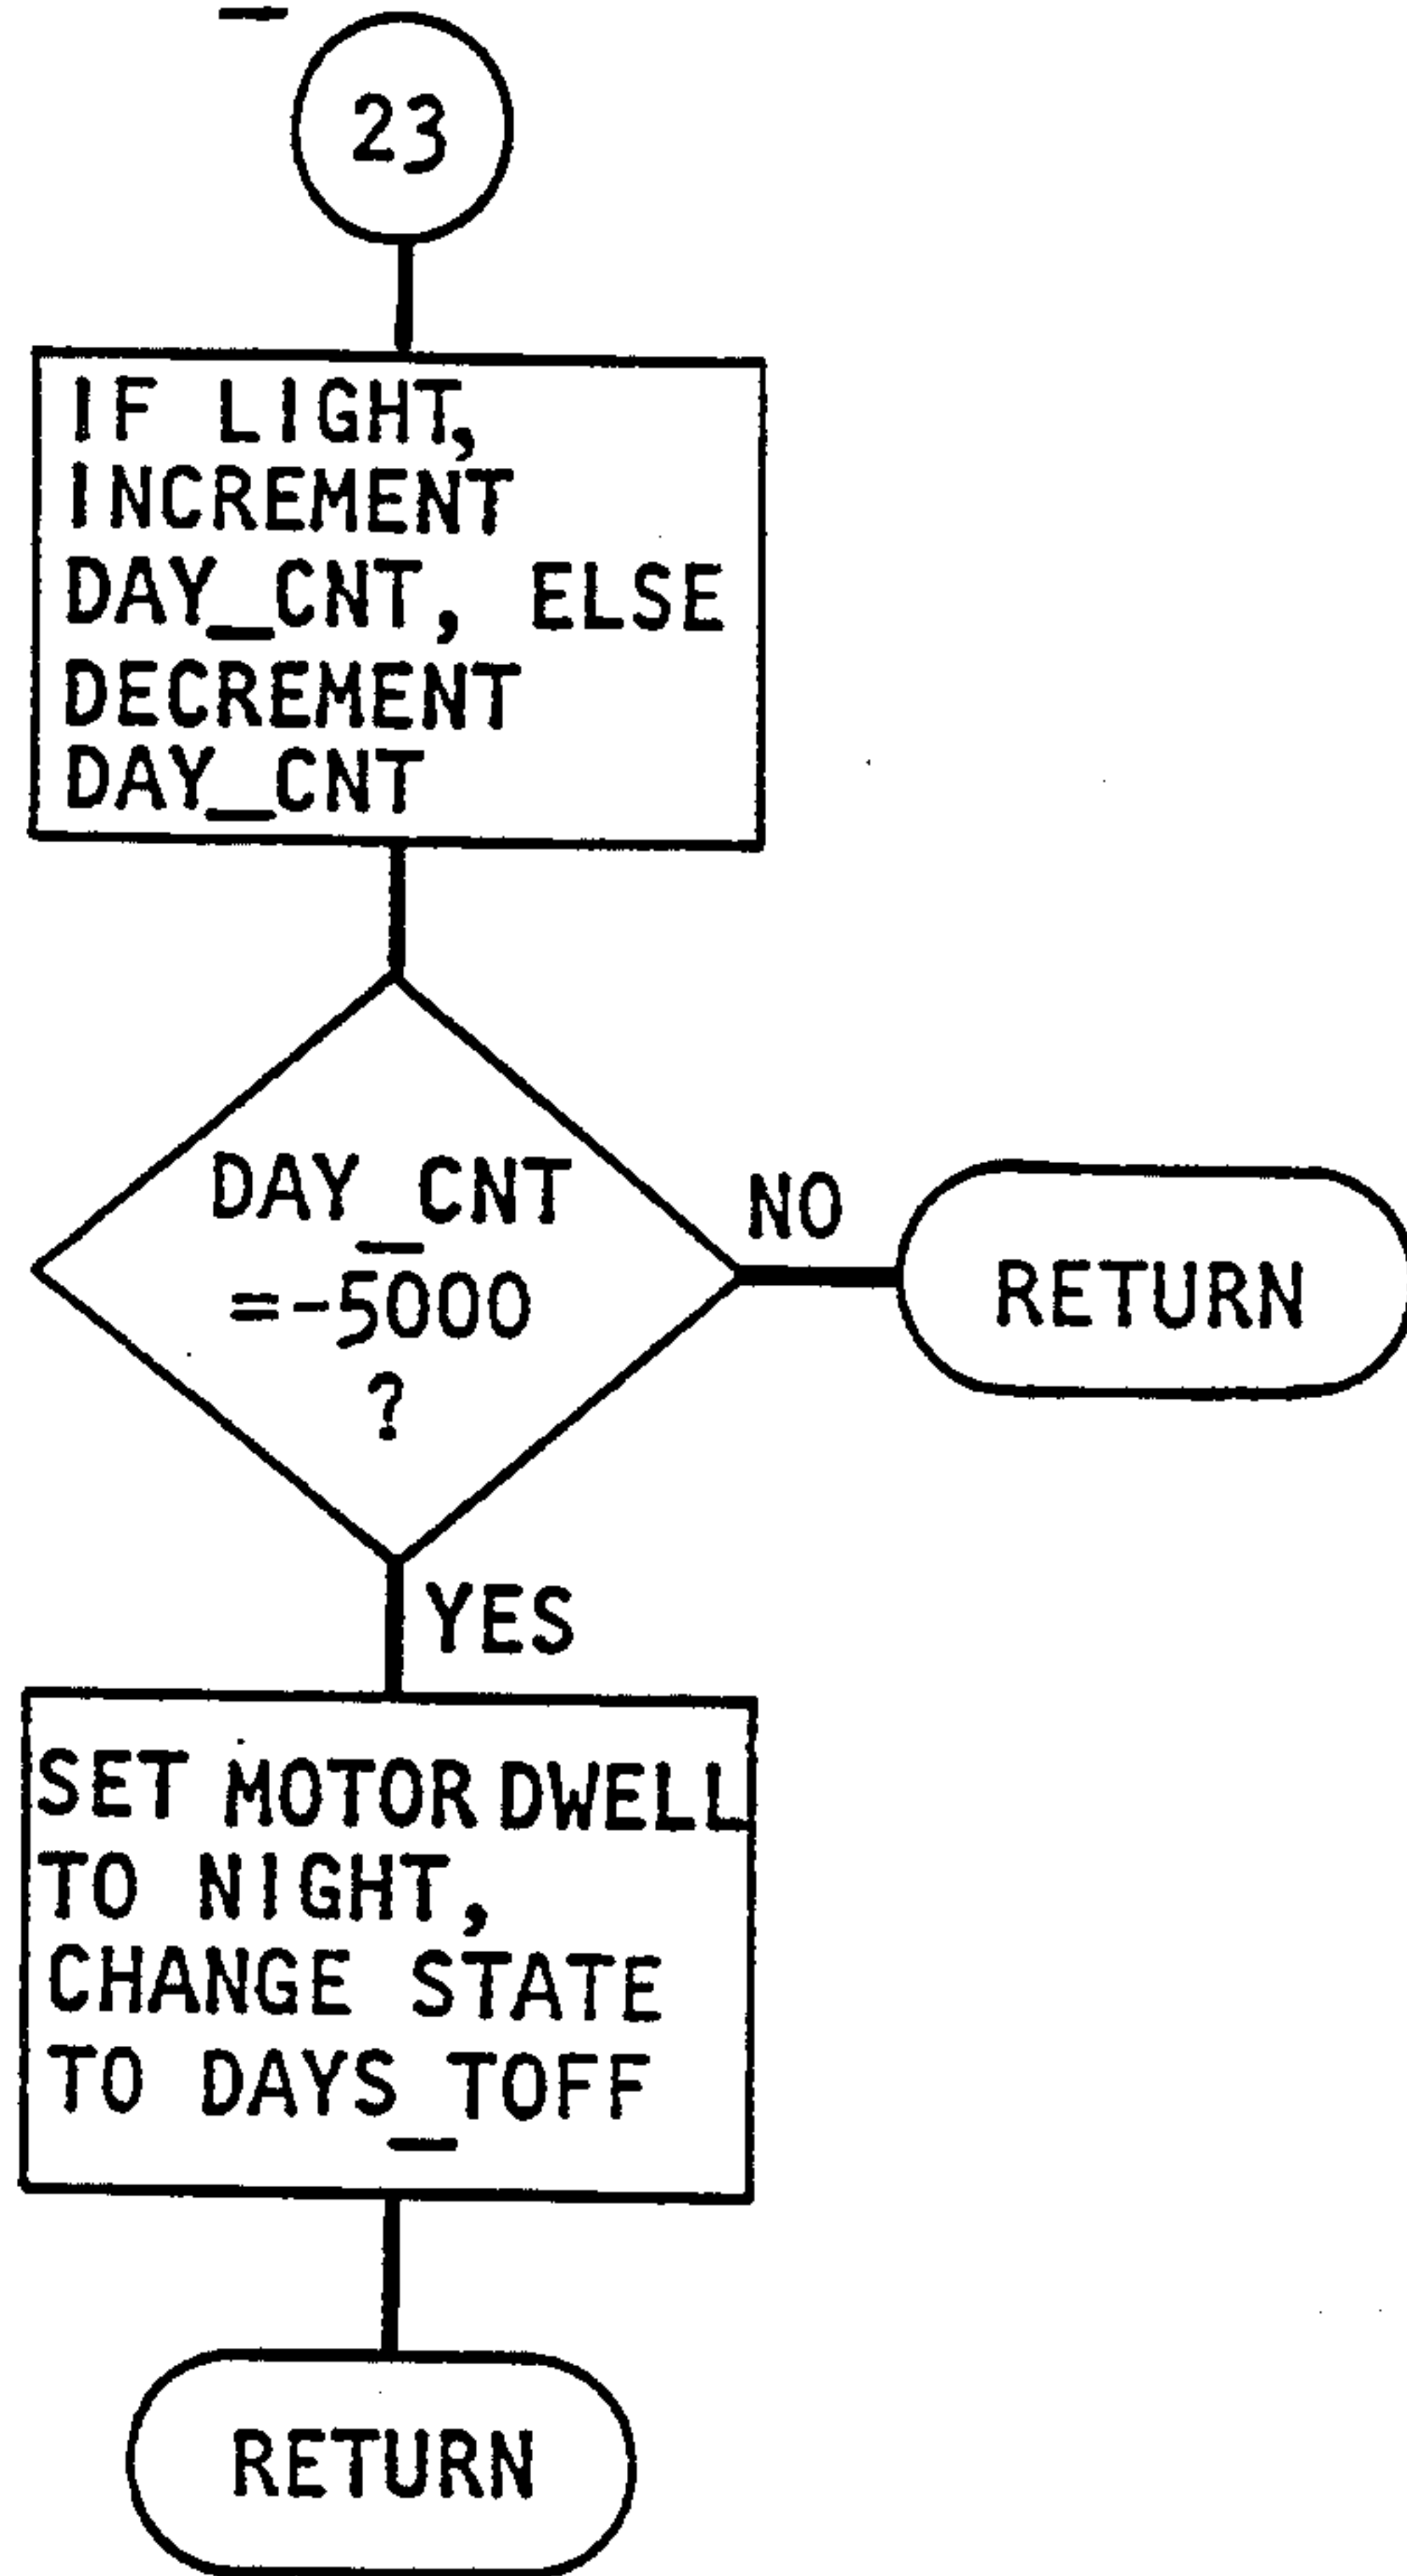 23
IF LIGHT,
INCREMENT
DAY_CNT, ELSE
DECREMENT
DAY_CNT
DAY_CNT
=-5000
?
NO
RETURN
YES
SET MOTOR DWELL
TO NIGHT,
CHANGE STATE
TO DAYS_TOFF
RETURN